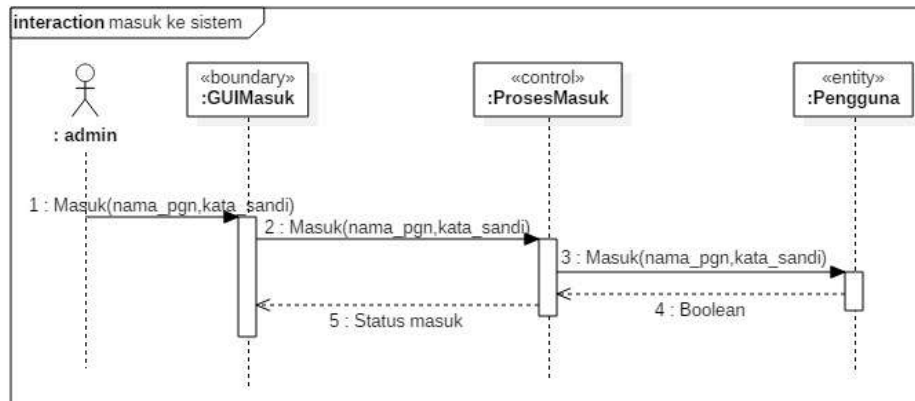 interaction masuk ke sistem
: admin
«boundary»
:GUIMasuk
«control»
:ProsesMasuk
«entity»
:Pengguna
1 : Masuk(nama_pgn,kata_sandi)
2 : Masuk(nama_pgn,kata_sandi)
3 : Masuk(nama_pgn,kata_sandi)
4 : Boolean
5 : Status masuk